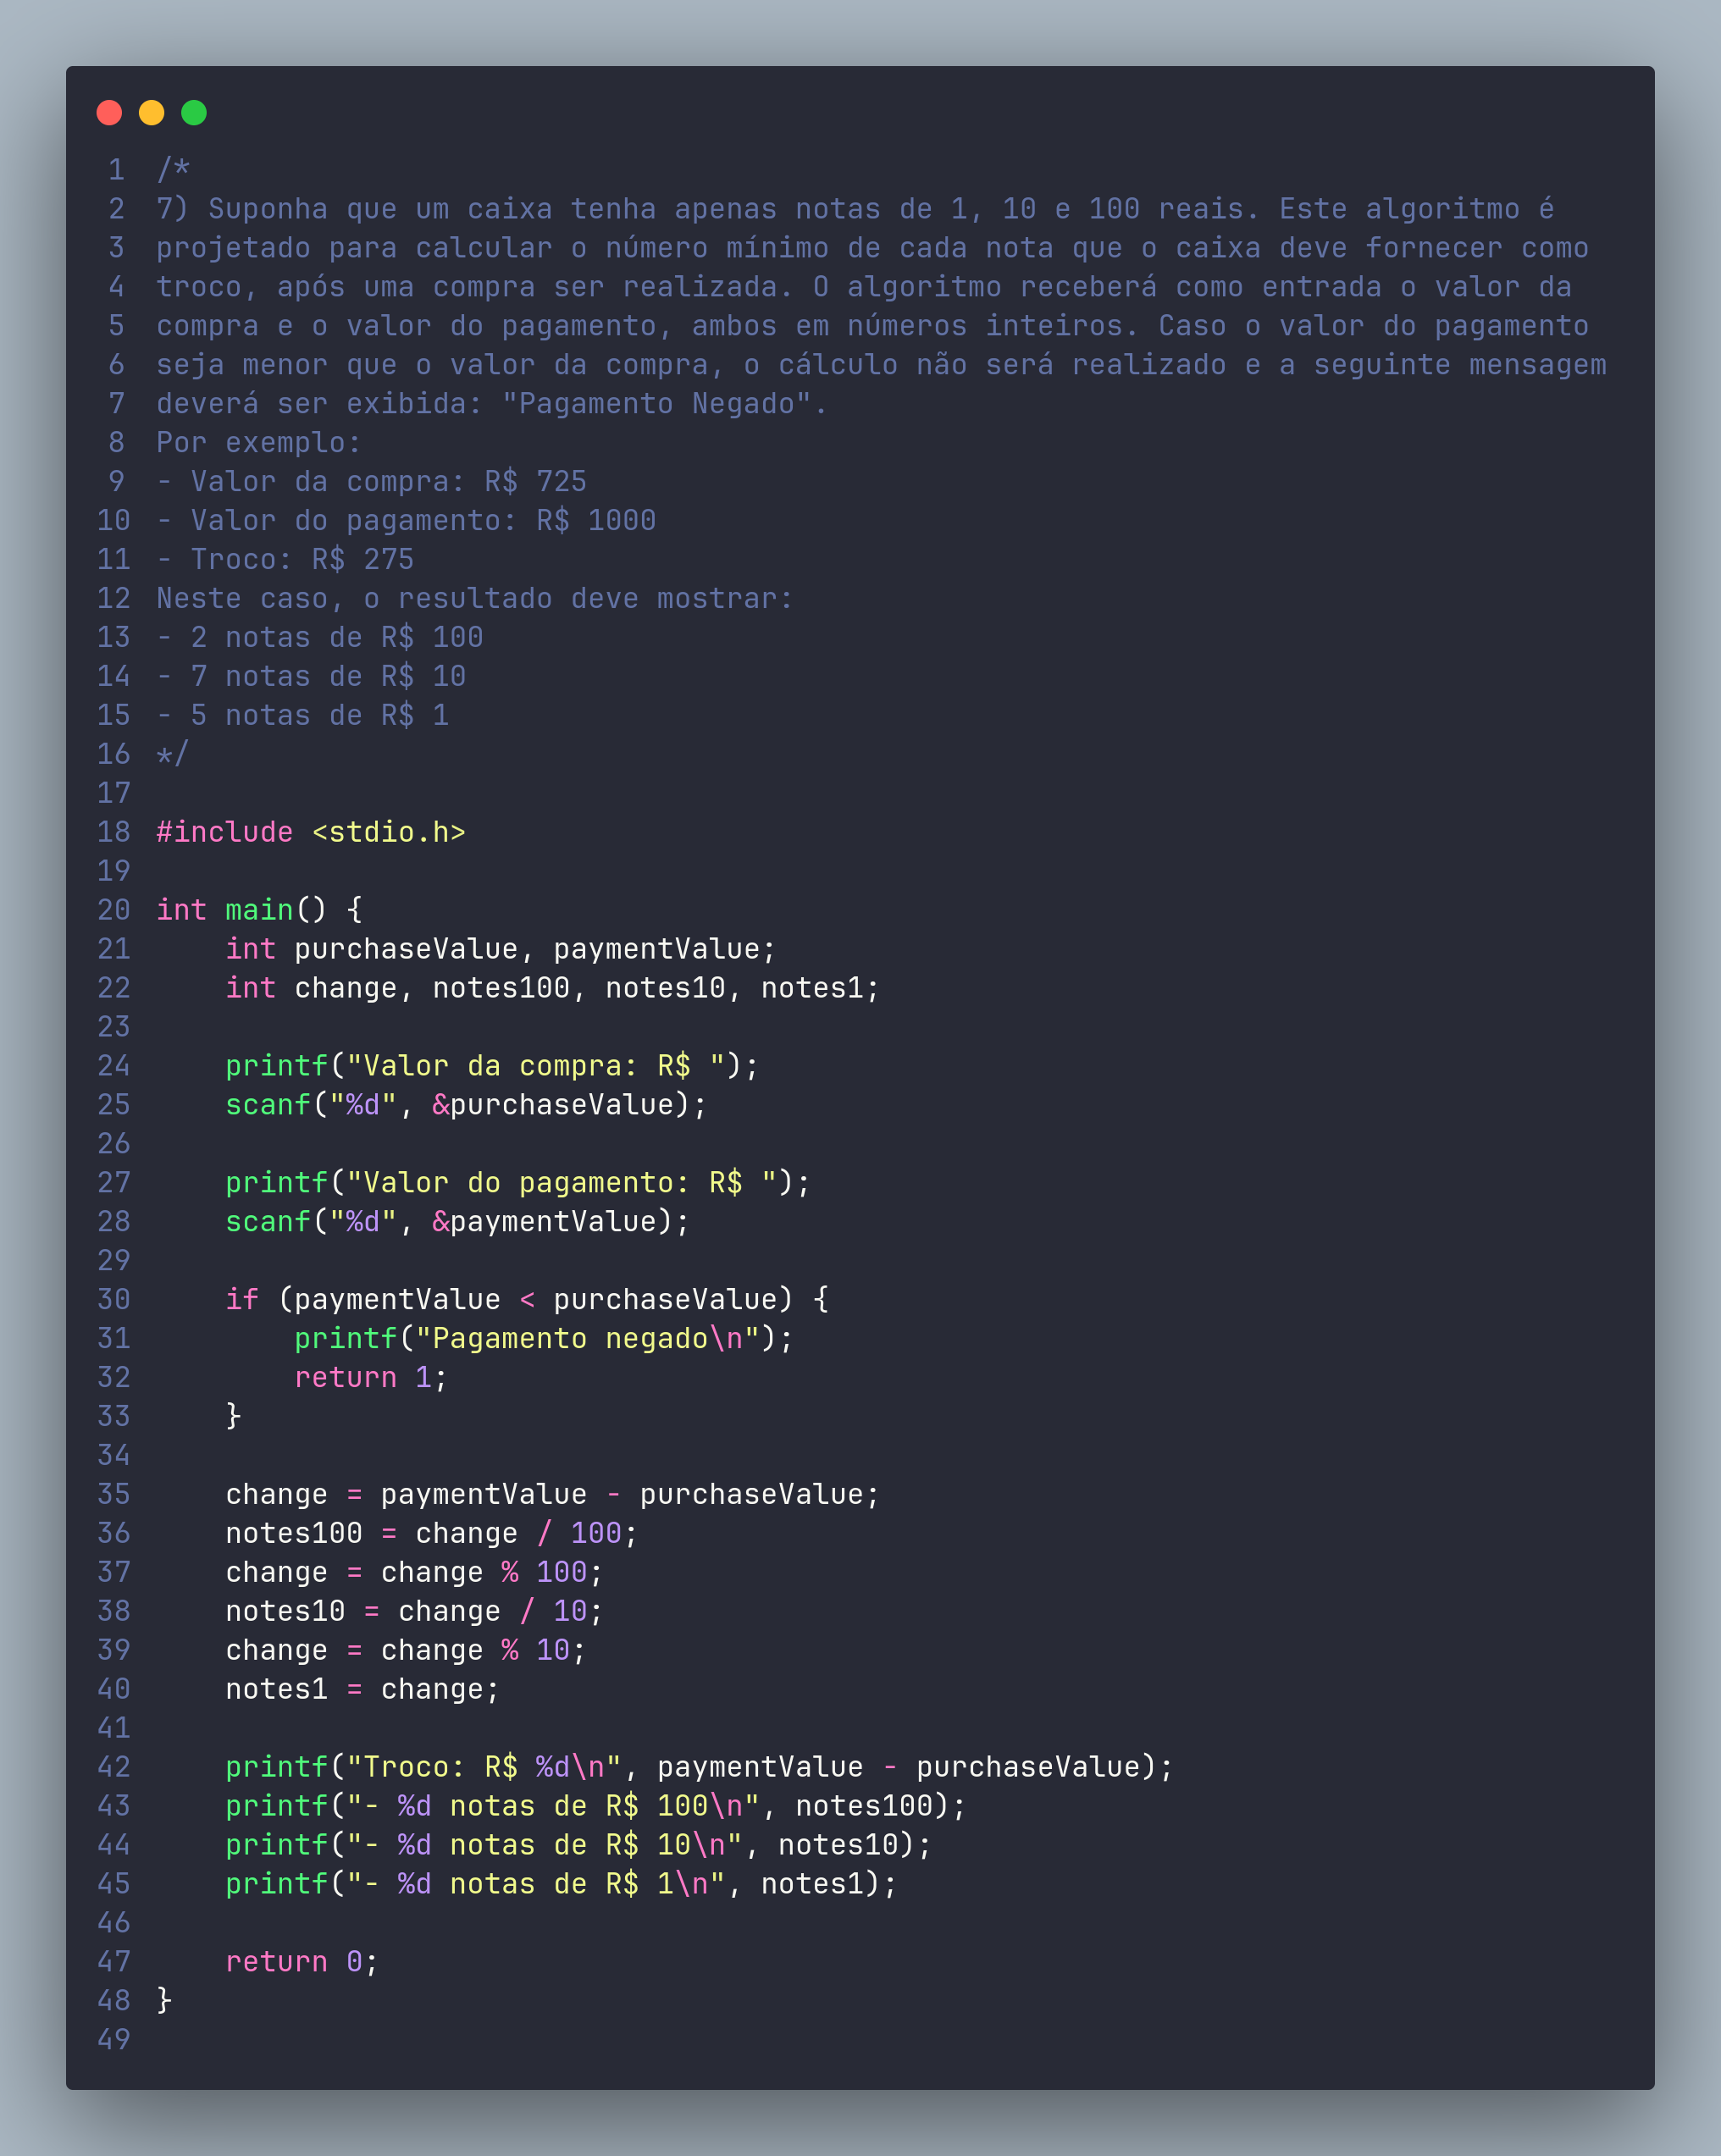 1 /*
2 7) Suponha que um caixa tenha apenas notas de 1, 10 e 100 reais. Este algoritmo é
3 projetado para calcular o número mínimo de cada nota que o caixa deve fornecer como
4 troco, após uma compra ser realizada. O algoritmo receberá como entrada o valor da
5 compra e o valor do pagamento, ambos em números inteiros. Caso o valor do pagamento
6 seja menor que o valor da compra, o cálculo não será realizado e a seguinte mensagem
7 deverá ser exibida: "Pagamento Negado".
8 Por exemplo:
9 - Valor da compra: R$ 725
10 - Valor do pagamento: R$ 1000
11 - Troco: R$ 275
12 Neste caso, o resultado deve mostrar:
13 - 2 notas de R$ 100
14 - 7 notas de R$ 10
15 - 5 notas de R$ 1
16 */
17
18 #include <stdio.h>
19
20 int main() {
21     int purchaseValue, paymentValue;
22     int change, notes100, notes10, notes1;
23
24     printf("Valor da compra: R$ ");
25     scanf("%d", &purchaseValue);
26
27     printf("Valor do pagamento: R$ ");
28     scanf("%d", &paymentValue);
29
30     if (paymentValue < purchaseValue) {
31         printf("Pagamento negado\n");
32         return 1;
33     }
34
35     change = paymentValue - purchaseValue;
36     notes100 = change / 100;
37     change = change % 100;
38     notes10 = change / 10;
39     change = change % 10;
40     notes1 = change;
41
42     printf("Troco: R$ %d\n", paymentValue - purchaseValue);
43     printf("- %d notas de R$ 100\n", notes100);
44     printf("- %d notas de R$ 10\n", notes10);
45     printf("- %d notas de R$ 1\n", notes1);
46
47     return 0;
48 }
49